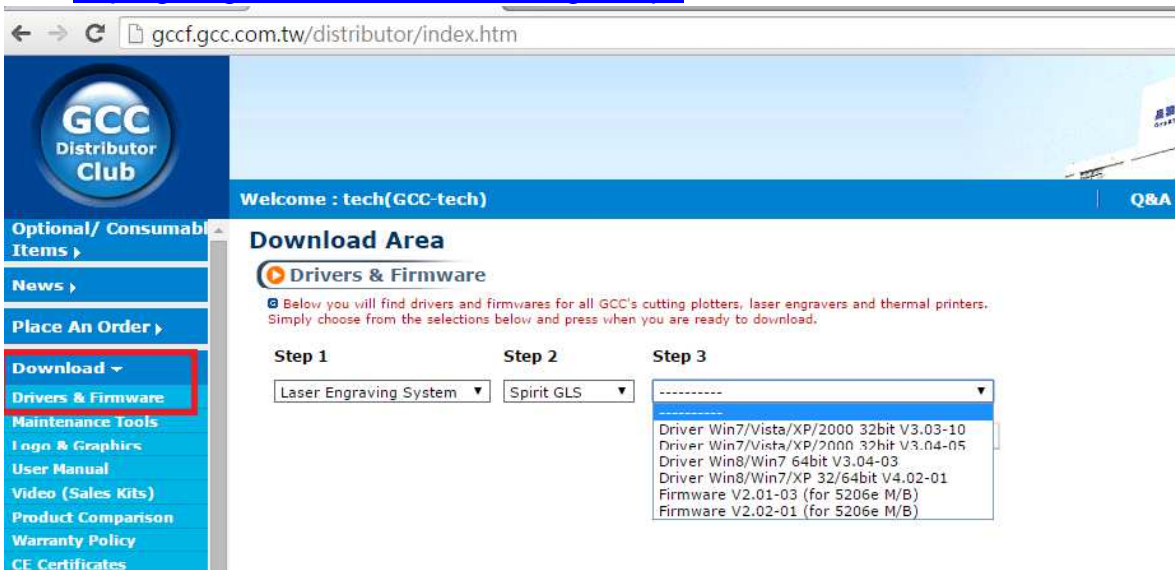 gccf.gcc.com.tw/distributor/index.htm
GCC
Distributor
Club
Welcome : tech(GCC-tech)
Q&A
Optional/ Consumabl
Items
News
Place An Order
Download
Drivers & Firmware
Maintenance Tools
Logo & Graphics
User Manual
Video (Sales Kits)
Product Comparison
Warranty Policy
CE Certificates
Download Area
Drivers & Firmware
Below you will find drivers and firmwares for all GCC's cutting plotters, laser engravers and thermal printers.
Simply choose from the selections below and press when you are ready to download.
Step 1 Step 2 Step 3
Laser Engraving System Spirit GLS ----------
----------
Driver Win7/Vista/XP/2000 32bit V3.03-10
Driver Win7/Vista/XP/2000 32bit V3.04-05
Driver Win8/Win7 64bit V3.04-03
Driver Win8/Win7/XP 32/64bit V4.02-01
Firmware V2.01-03 (for 5206e M/B)
Firmware V2.02-01 (for 5206e M/B)